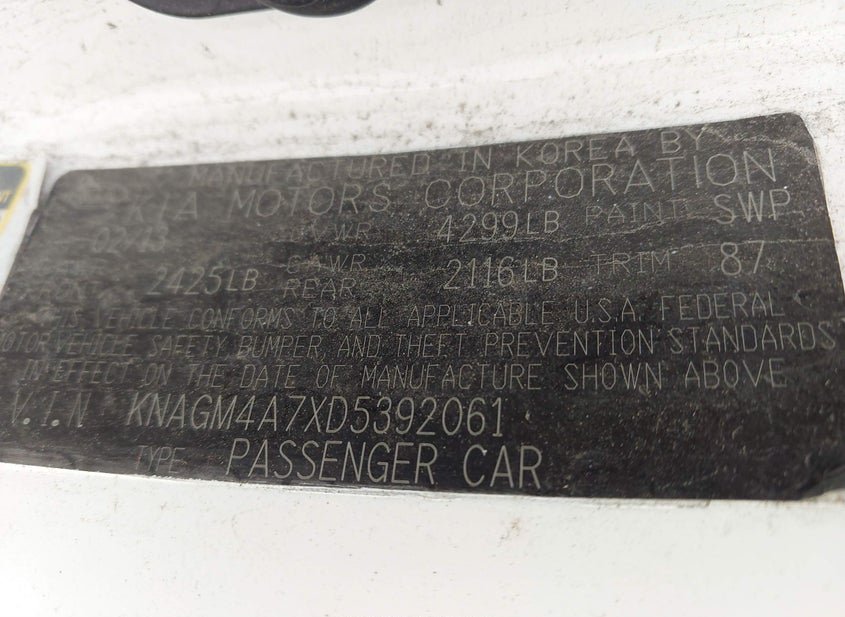 MANUFACTURED IN KOREA BY
KIA MOTORS CORPORATION
02/13 GVWR 4299LB PAINT SWP
2425LB GAWR REAR 2116LB TRIM 87
THIS VEHICLE CONFORMS TO ALL APPLICABLE U.S.A. FEDERAL
MOTOR VEHICLE SAFETY BUMPER, AND THEFT PREVENTION STANDARDS
IN EFFECT ON THE DATE OF MANUFACTURE SHOWN ABOVE
V.I.N KNAGM4A7XD5392061
TYPE PASSENGER CAR